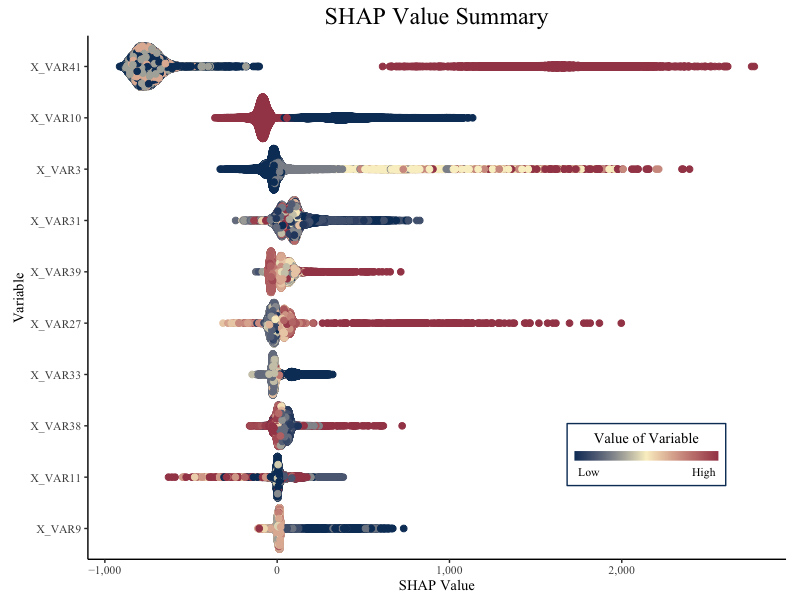 SHAP Value Summary
Variable
X_VAR41
X_VAR10
X_VAR3
X_VAR31
X_VAR39
X_VAR27
X_VAR33
X_VAR38
X_VAR11
X_VAR9
Value of Variable
Low High
−1,000 0 1,000 2,000
SHAP Value